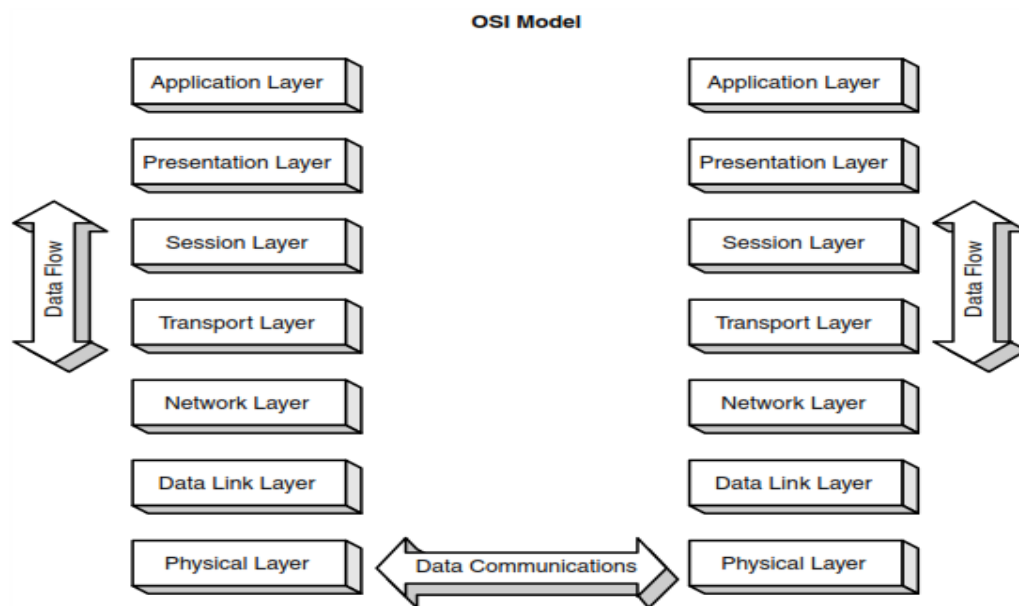 OSI Model
Application Layer
Application Layer
Presentation Layer
Presentation Layer
Session Layer
Session Layer
Data Flow
Data Flow
Transport Layer
Transport Layer
Network Layer
Network Layer
Data Link Layer
Data Link Layer
Physical Layer
Data Communications
Physical Layer